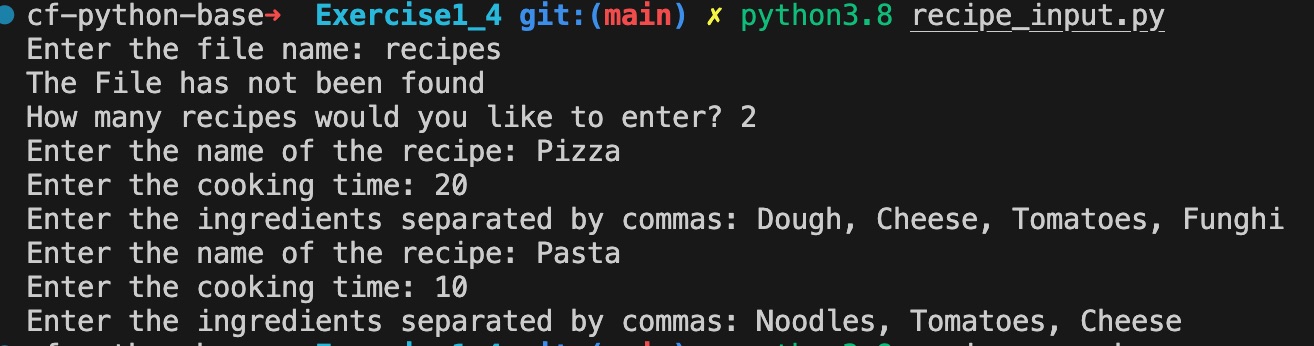 cf-python-base→ Exercise1_4 git:(main) ✗ python3.8 recipe_input.py
Enter the file name: recipes
The File has not been found
How many recipes would you like to enter? 2
Enter the name of the recipe: Pizza
Enter the cooking time: 20
Enter the ingredients separated by commas: Dough, Cheese, Tomatoes, Funghi
Enter the name of the recipe: Pasta
Enter the cooking time: 10
Enter the ingredients separated by commas: Noodles, Tomatoes, Cheese